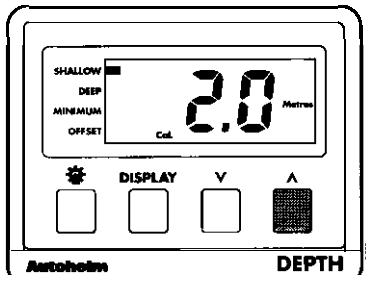 SHALLOW
DEEP
MINIMUM
OFFSET
2.0
Metres
Cal.
DISPLAY V Λ
Autohelm DEPTH